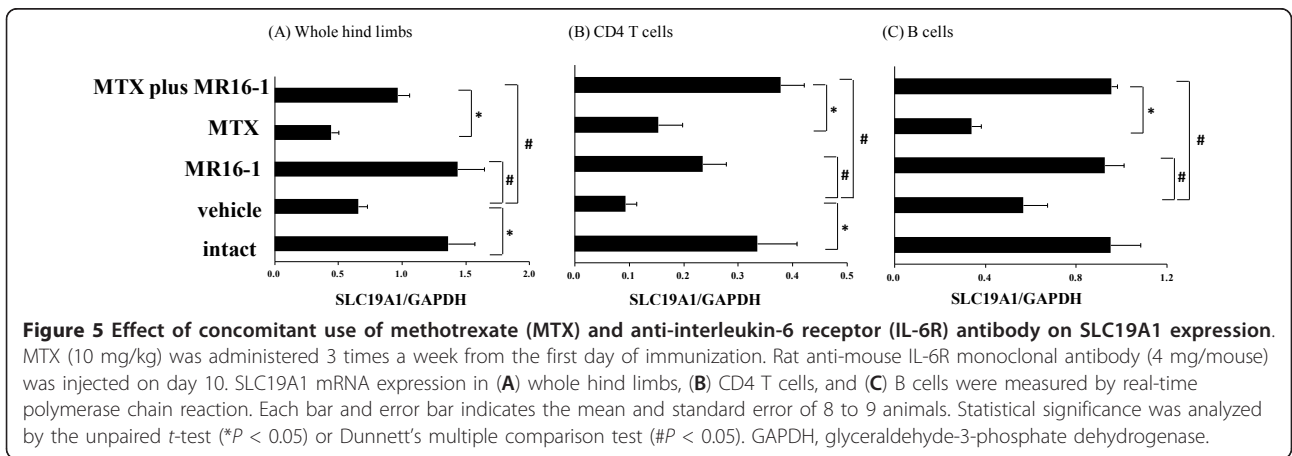 (A) Whole hind limbs (B) CD4 T cells (C) B cells
MTX plus MR16-1
MTX
MR16-1
vehicle
intact
* # # *
* # # *
* # #
0.0 0.5 1.0 1.5 2.0
0 0.1 0.2 0.3 0.4 0.5
0.0 0.4 0.8 1.2
SLC19A1/GAPDH SLC19A1/GAPDH SLC19A1/GAPDH
Figure 5 Effect of concomitant use of methotrexate (MTX) and anti-interleukin-6 receptor (IL-6R) antibody on SLC19A1 expression.
MTX (10 mg/kg) was administered 3 times a week from the first day of immunization. Rat anti-mouse IL-6R monoclonal antibody (4 mg/mouse)
was injected on day 10. SLC19A1 mRNA expression in (A) whole hind limbs, (B) CD4 T cells, and (C) B cells were measured by real-time
polymerase chain reaction. Each bar and error bar indicates the mean and standard error of 8 to 9 animals. Statistical significance was analyzed
by the unpaired t-test (*P < 0.05) or Dunnett's multiple comparison test (#P < 0.05). GAPDH, glyceraldehyde-3-phosphate dehydrogenase.